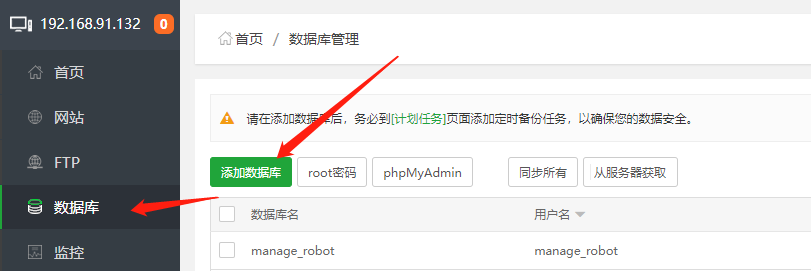 192.168.91.132 0
首页
网站
FTP
数据库
监控
首页 / 数据库管理
请在添加数据库后，务必到[计划任务]页面添加定时备份任务，以确保您的数据安全。
添加数据库 root密码 phpMyAdmin 同步所有 从服务器获取
数据库名 用户名
manage_robot manage_robot